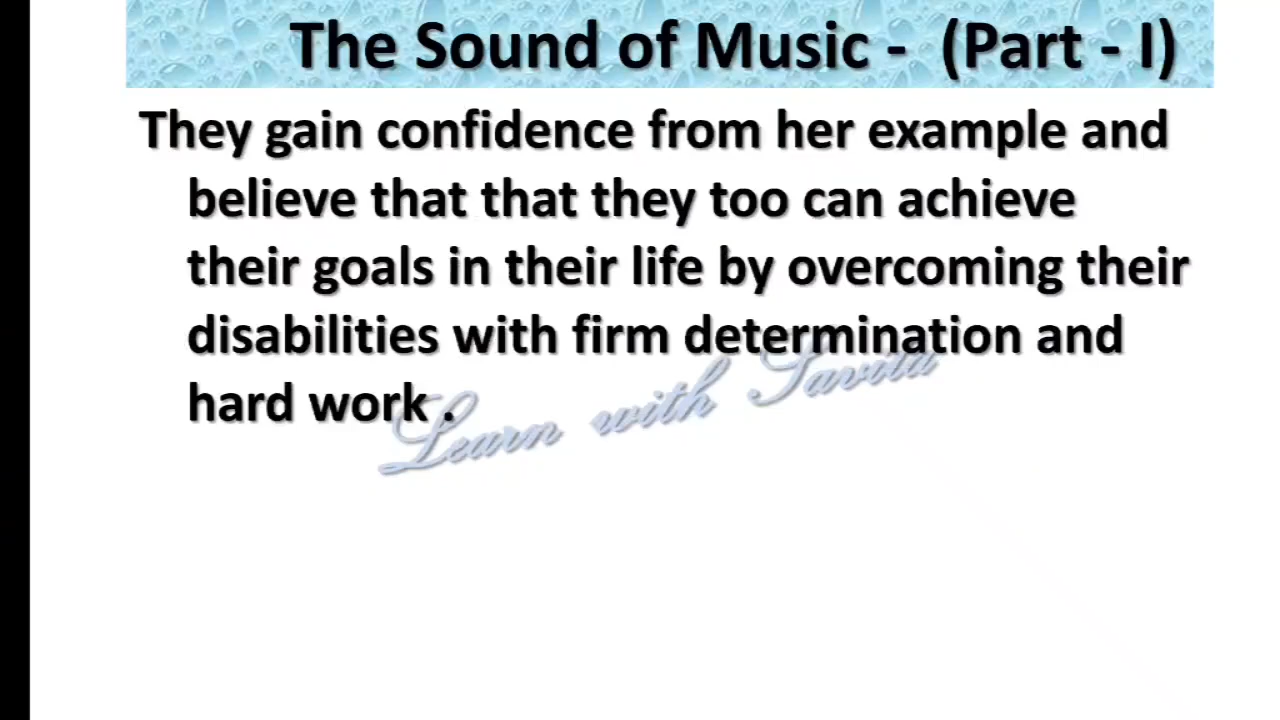 The Sound of Music -  (Part - I)
They gain confidence from her example and
believe that that they too can achieve
their goals in their life by overcoming their
disabilities with firm determination and
hard work .
Learn with Savita